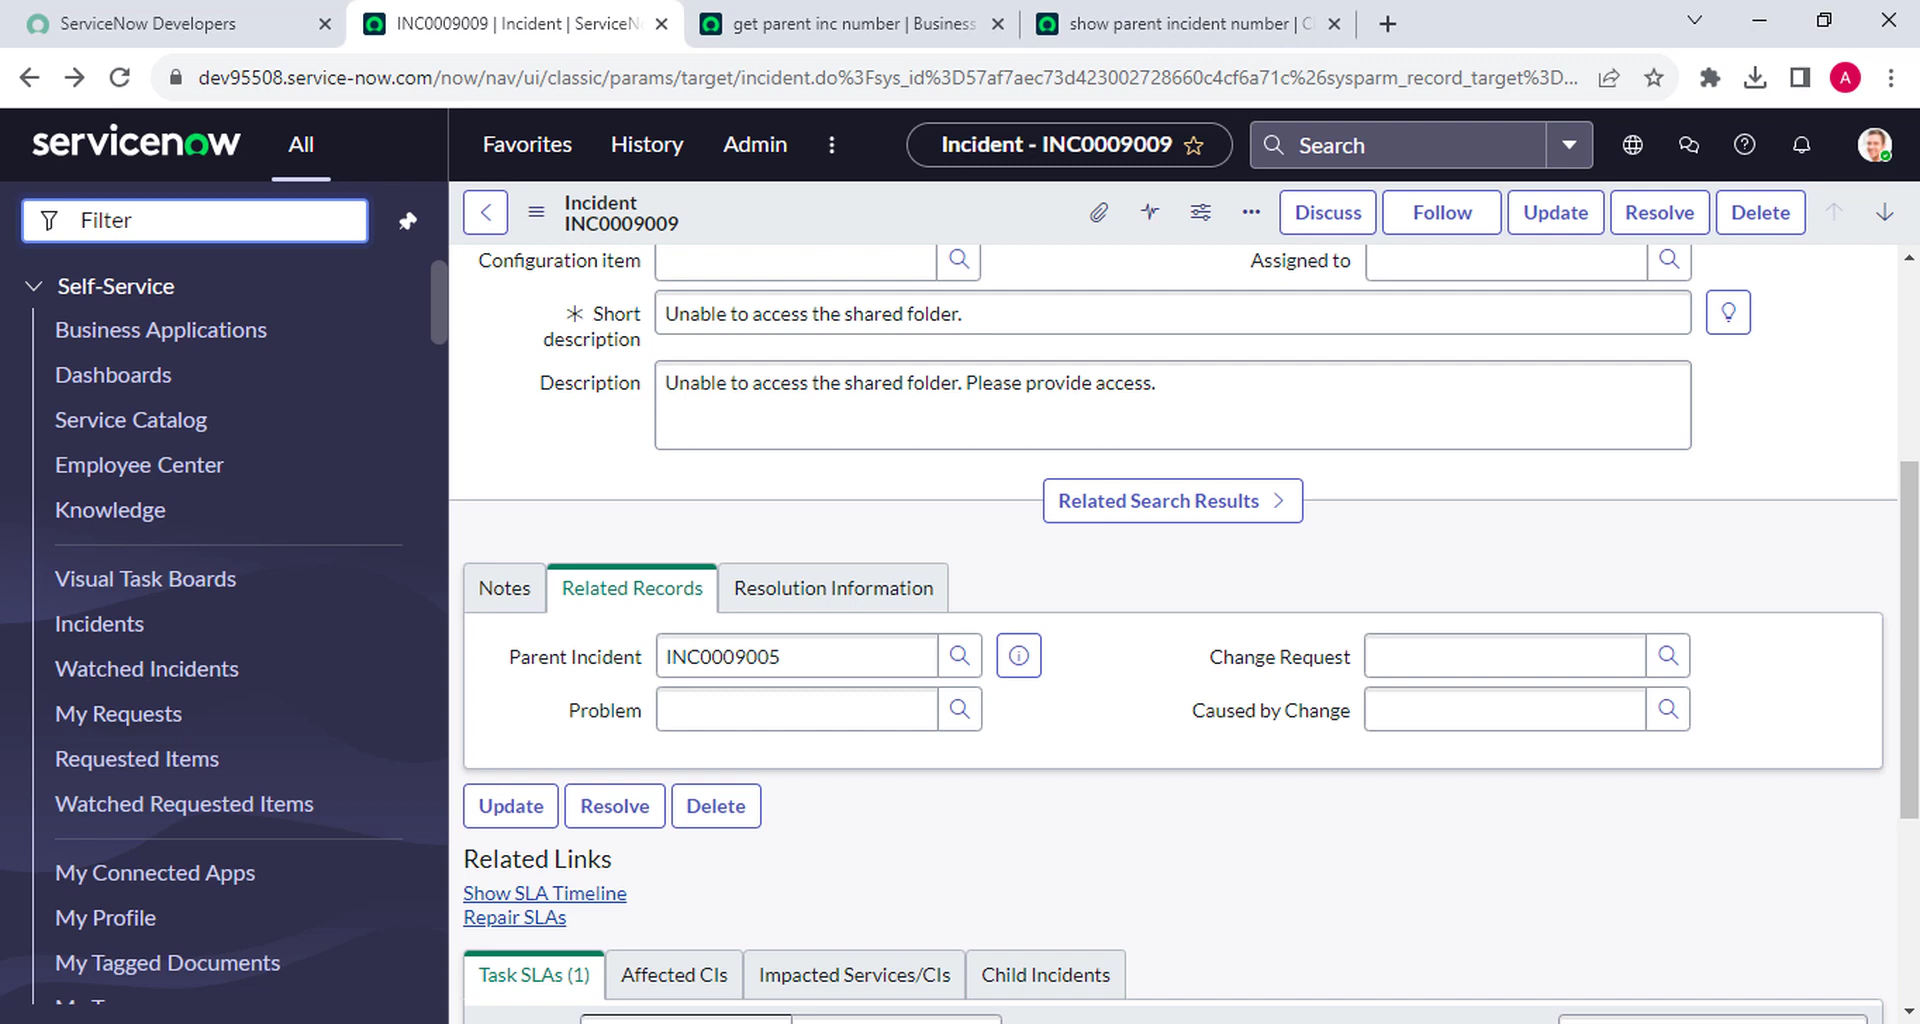 ServiceNow Developers
INC0009009 | Incident | ServiceN
get parent inc number | Business
show parent incident number | C
dev95508.service-now.com/now/nav/ui/classic/params/target/incident.do%3Fsys_id%3D57af7aec73d423002728660c4cf6a71c%26sysparm_record_target%3D...
A
servicenow
All
Favorites
History
Admin
Incident - INC0009009
Search
Filter
Incident
INC0009009
Discuss
Follow
Update
Resolve
Delete
Self-Service
Business Applications
Dashboards
Service Catalog
Employee Center
Knowledge
Visual Task Boards
Incidents
Watched Incidents
My Requests
Requested Items
Watched Requested Items
My Connected Apps
My Profile
My Tagged Documents
Configuration item
Assigned to
Short
description
Unable to access the shared folder.
Description
Unable to access the shared folder. Please provide access.
Related Search Results
Notes
Related Records
Resolution Information
Parent Incident
INC0009005
Change Request
Problem
Caused by Change
Update
Resolve
Delete
Related Links
Show SLA Timeline
Repair SLAs
Task SLAs (1)
Affected CIs
Impacted Services/CIs
Child Incidents